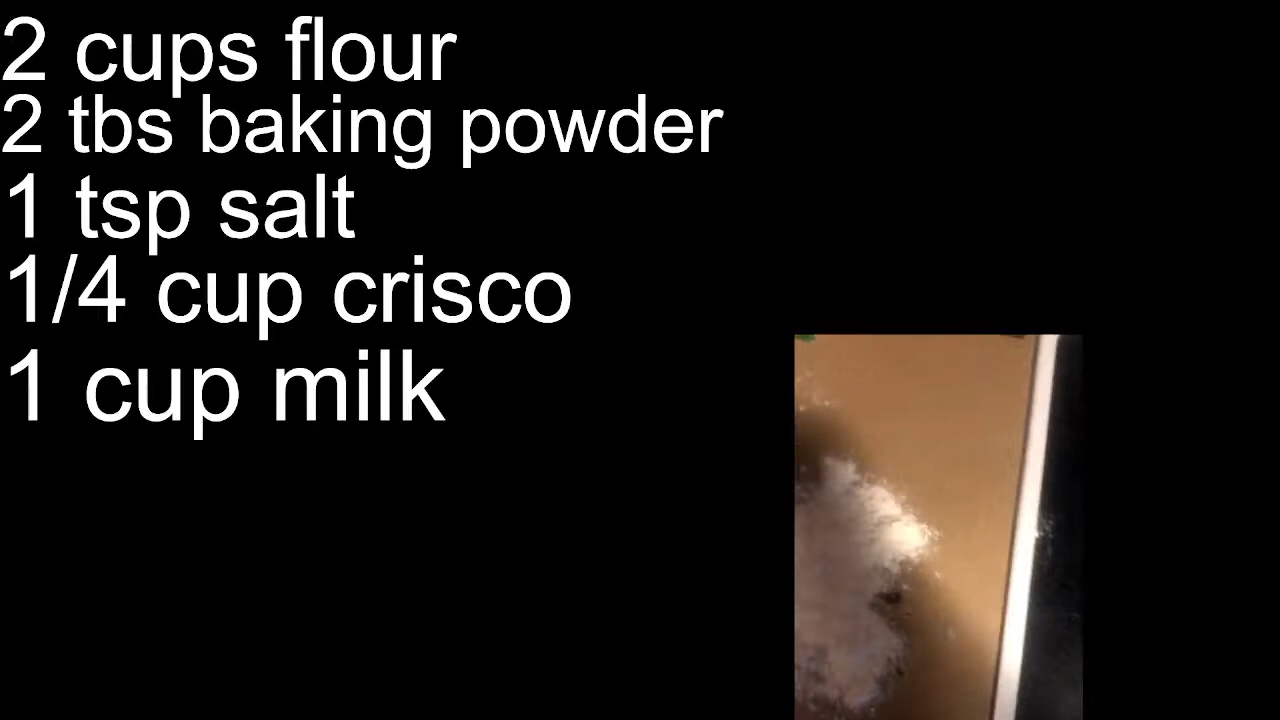 2 cups flour
2 tbs baking powder
1 tsp salt
1/4 cup crisco
1 cup milk